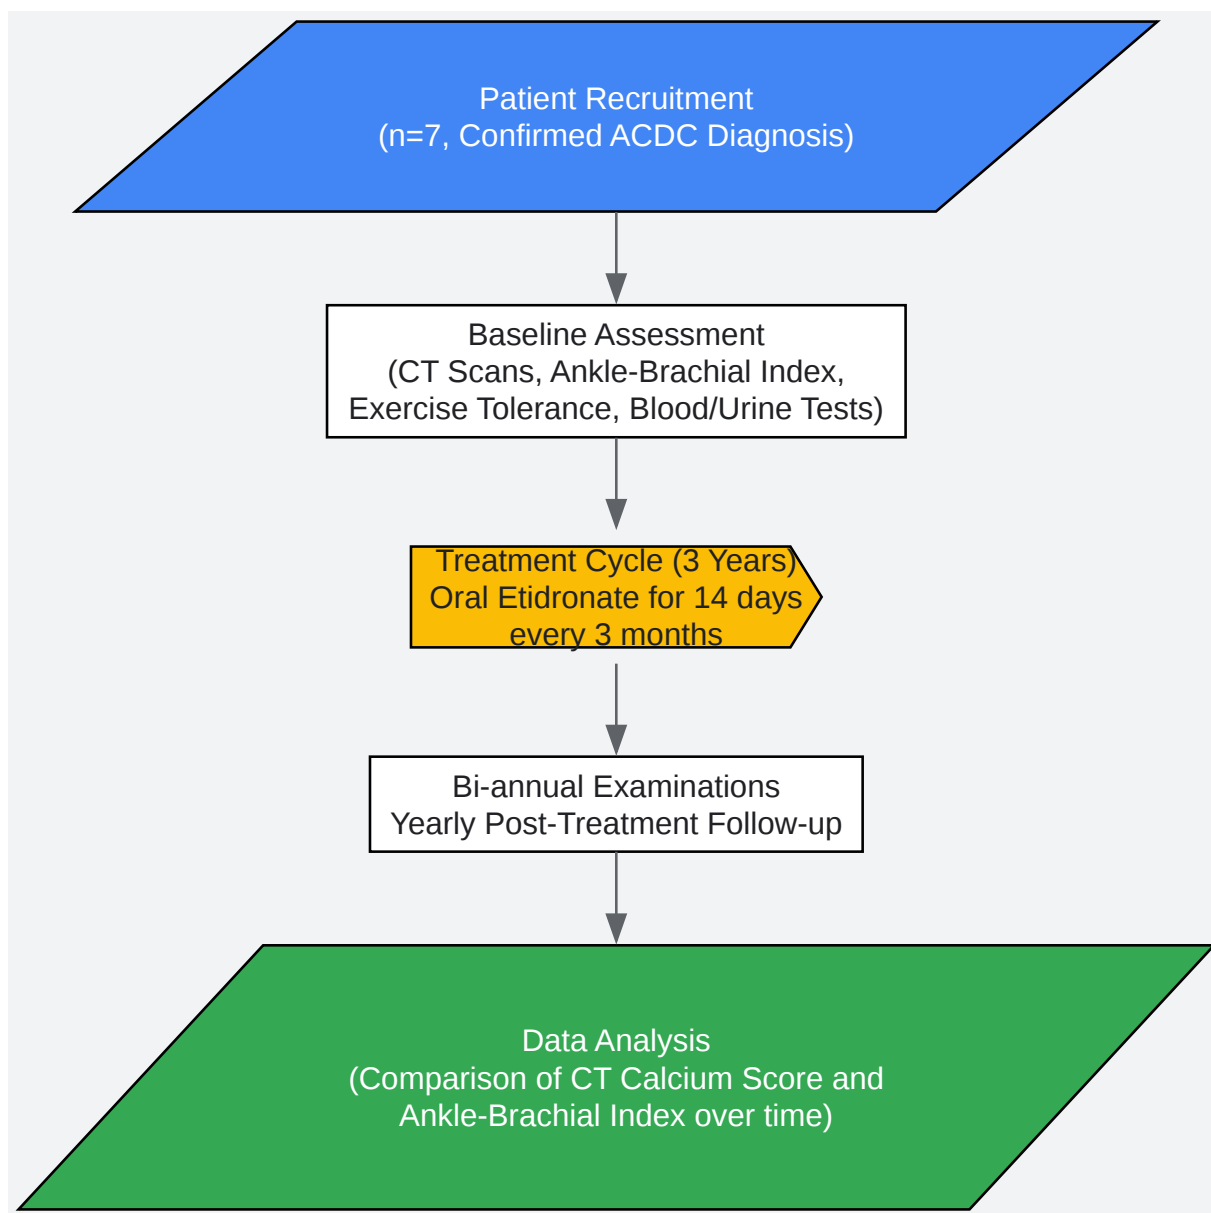 Patient Recruitment
(n=7, Confirmed ACDC Diagnosis)
Baseline Assessment
(CT Scans, Ankle-Brachial Index,
Exercise Tolerance, Blood/Urine Tests)
Treatment Cycle (3 Years)
Oral Etidronate for 14 days
every 3 months
Bi-annual Examinations
Yearly Post-Treatment Follow-up
Data Analysis
(Comparison of CT Calcium Score and
Ankle-Brachial Index over time)